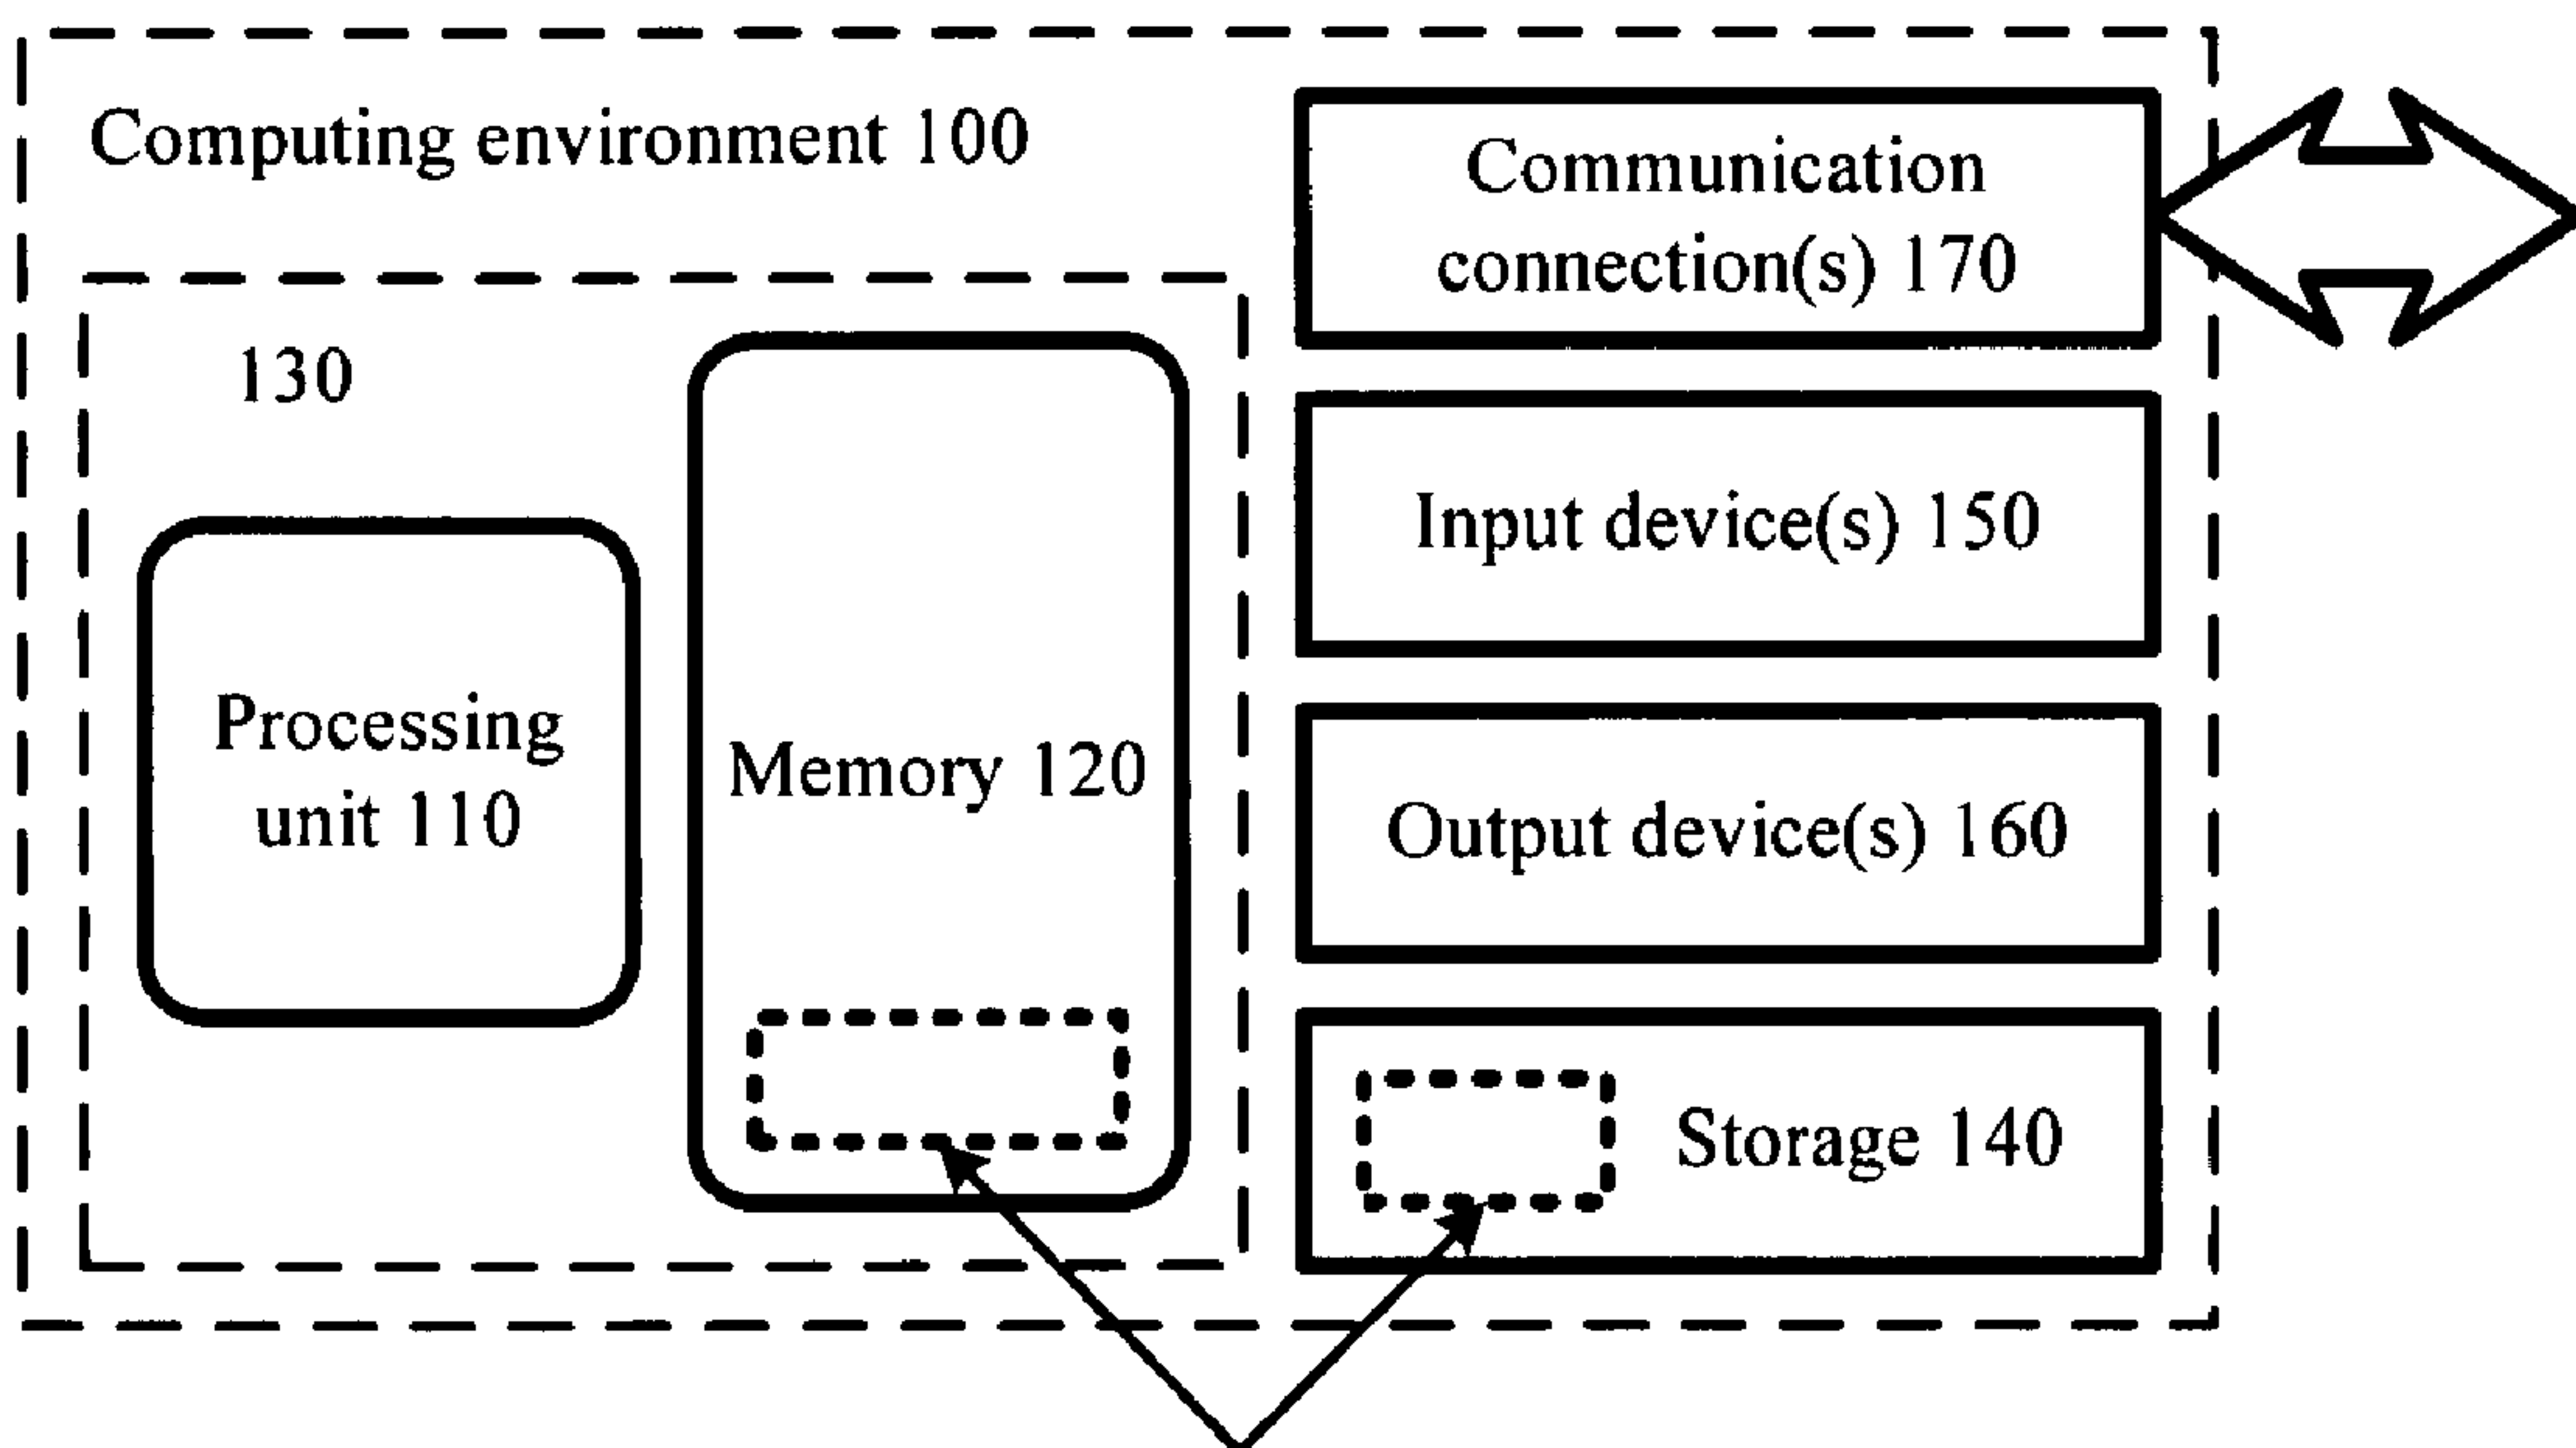 Computing environment 100
Communication
connection(s) 170
130
Input device(s) 150
Processing
unit 110
Memory 120
Output device(s) 160
Storage 140